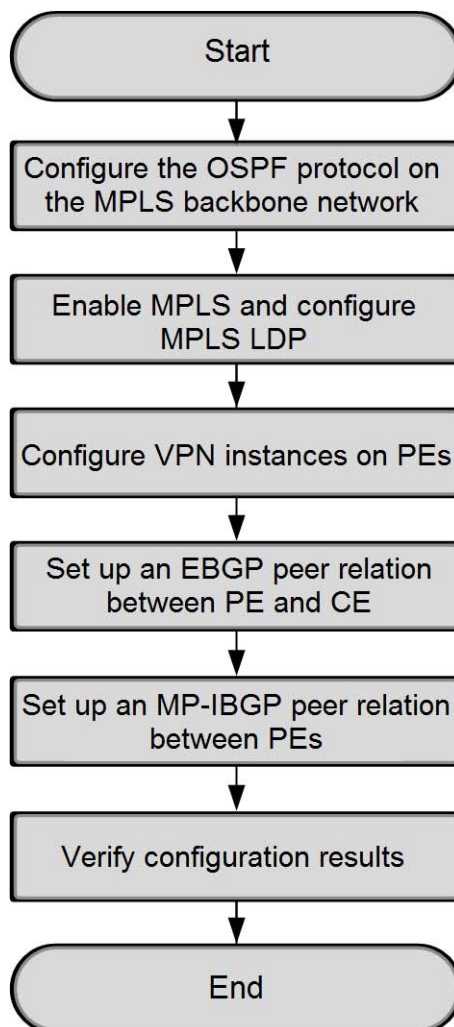 Start
Configure the OSPF protocol on
the MPLS backbone network
Enable MPLS and configure
MPLS LDP
Configure VPN instances on PEs
Set up an EBGP peer relation
between PE and CE
Set up an MP-IBGP peer relation
between PEs
Verify configuration results
End